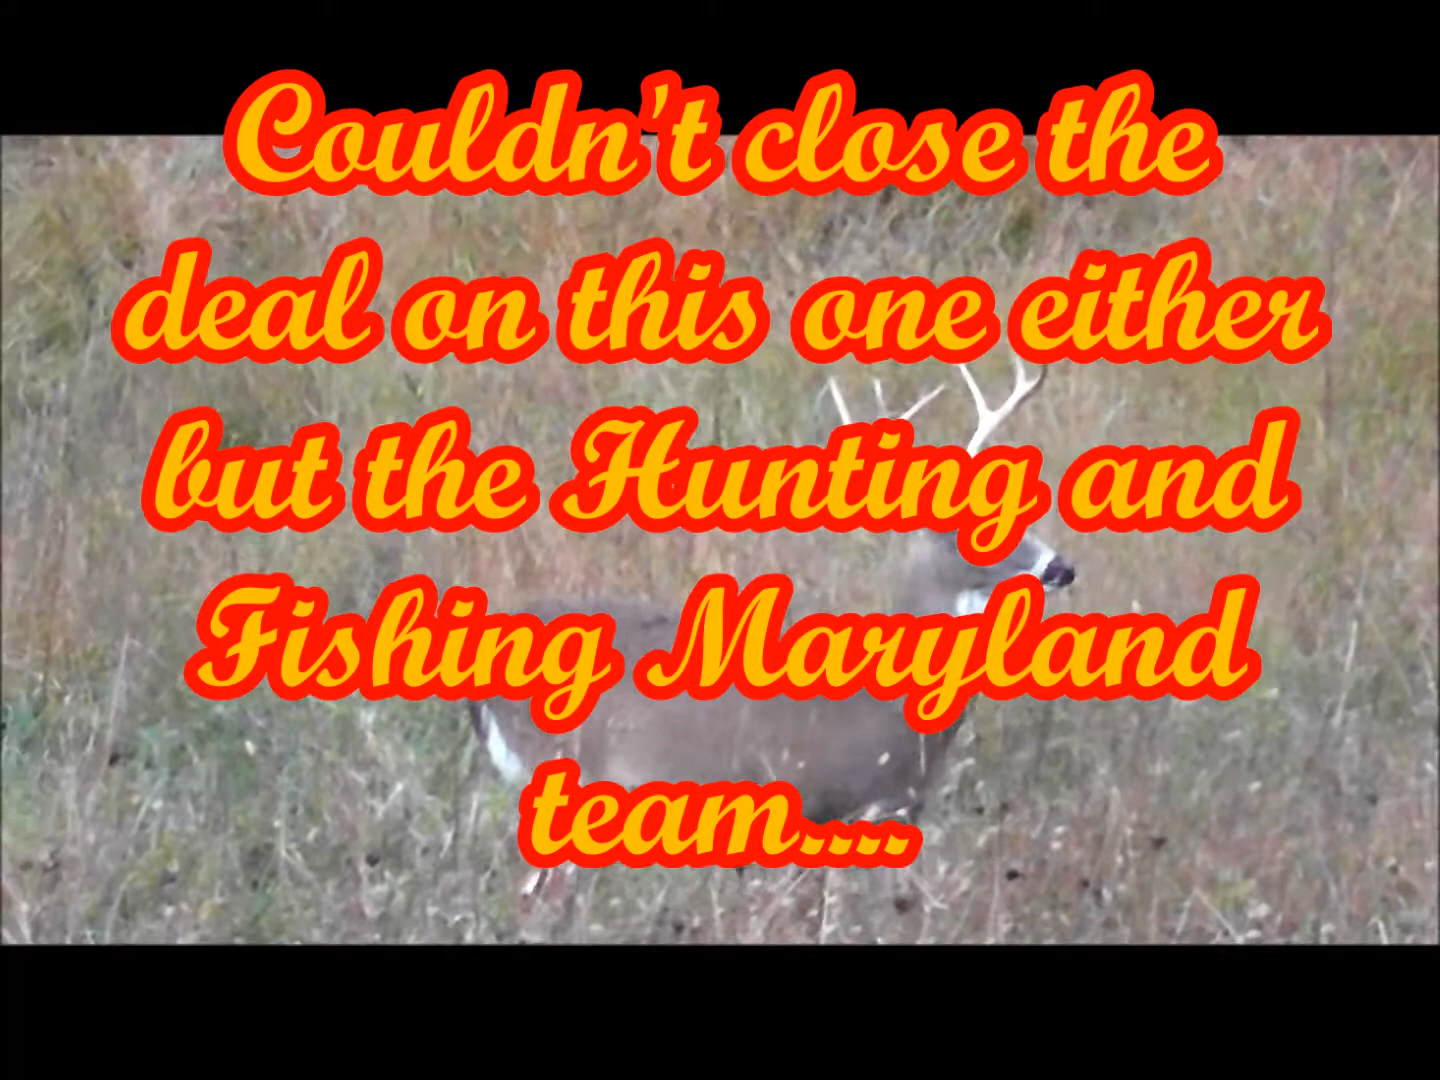 Couldn't close the
deal on this one either
but the Hunting and
Fishing Maryland
team....